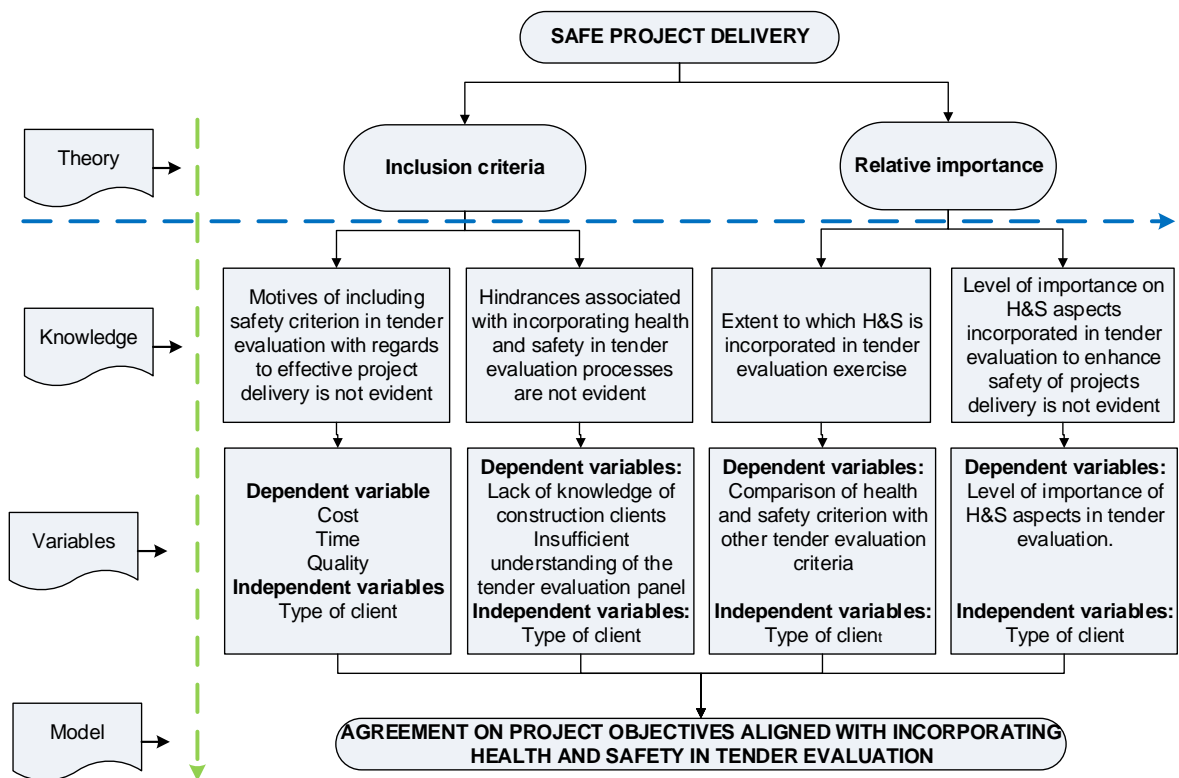 SAFE PROJECT DELIVERY
Theory
Inclusion criteria
Relative importance
Knowledge
Motives of including
safety criterion in tender
evaluation with regards
to effective project
delivery is not evident
Hindrances associated
with incorporating health
and safety in tender
evaluation processes
are not evident
Extent to which H&S is
incorporated in tender
evaluation exercise
Level of importance on
H&S aspects
incorporated in tender
evaluation to enhance
safety of projects
delivery is not evident
Variables
Dependent variable
Cost
Time
Quality
Independent variables
Type of client
Dependent variables:
Lack of knowledge of
construction clients
Insufficient
understanding of the
tender evaluation panel
Independent variables:
Type of client
Dependent variables:
Comparison of health
and safety criterion with
other tender evaluation
criteria
Independent variables:
Type of client
Dependent variables:
Level of importance of
H&S aspects in tender
evaluation.
Independent variables:
Type of client
Model
AGREEMENT ON PROJECT OBJECTIVES ALIGNED WITH INCORPORATING
HEALTH AND SAFETY IN TENDER EVALUATION